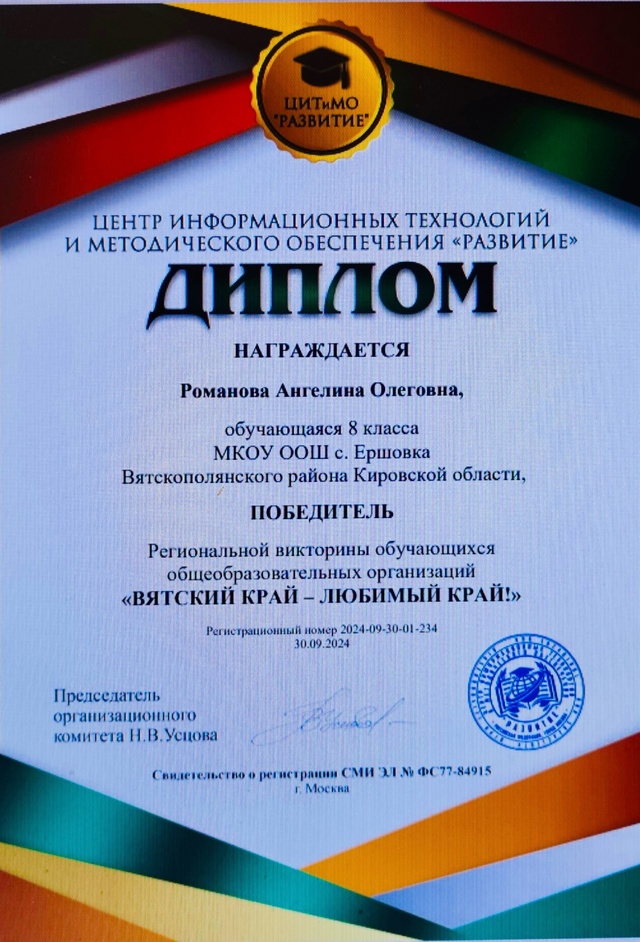 ЦИТиМО
"РАЗВИТИЕ"
ЦЕНТР ИНФОРМАЦИОННЫХ ТЕХНОЛОГИЙ
И МЕТОДИЧЕСКОГО ОБЕСПЕЧЕНИЯ «РАЗВИТИЕ»
ДИПЛОМ
НАГРАЖДАЕТСЯ
Романова Ангелина Олеговна,
обучающаяся 8 класса
МКОУ ООШ с. Ершовка
Вятскополянского района Кировской области,
ПОБЕДИТЕЛЬ
Региональной викторины обучающихся
общеобразовательных организаций
«ВЯТСКИЙ КРАЙ – ЛЮБИМЫЙ КРАЙ!»
Регистрационный номер 2024-09-30-01-234
30.09.2024
Председатель
организационного
комитета Н.В.Усцова
РАЗВИТИЕ
Свидетельство о регистрации СМИ ЭЛ № ФС77-84915
г. Москва